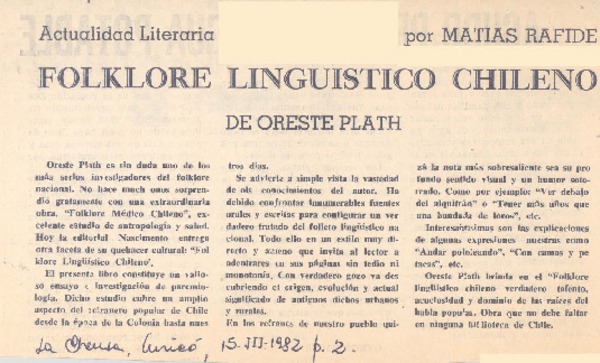 Actualidad Literaria por MATIAS RAFIDE
FOLKLORE LINGUISTICO CHILENO
DE ORESTE PLATH
Oreste Plath es sin duda uno de los
más serios investigadores del folklore
nacional. No hace much anos sorpren
dió gratamente con una extraordinaria
obra, "Folklore Médico Chileno", ex-
celente estudio de antropología y salud.
Hoy la editorial Nascimento entrega
otra faceta de su quehacer cultural: "Fol
klore Lingüístico Chileno',
El presente libro constituye un valio-
so ensayo e investigación de paremio-
logía. Dicho estudio cubre un amplio
aspecto del refranero popular de Chile
desde la época de la Colonia hasta nues
tros días.
Se advierte a simple vista la vastedad
de los conocimientos del autor. Ha
debido confrontar innumerables fuentes
orales y escritas para configurar un ver
dadero tratado del folleto lingüístico na
cional. Todo ello en un estilo muy di-
recto y ameno que invita al lector a
adentrarse en sus páginas sin tedio ni
monotonía. Con verdadero gozo va des
cubriendo el origen, evolución y actual
significado de antiguos dichos urbanos
y rurales.
En los refranes de nuestro pueblo qui-
zá la nota más sobresaliente sea su pro
fundo sentido visual y un humor soto-
rrado. Como por ejemplo: "Ver debajo
del alquitrán" o "Tener más años que
una bandada de loros", etc.
Interesantísimas son las explicaciones
de algunas expresiones nuestras como
"Andar pololeando", "Con camas y pe
tacas", etc.
Oreste Plath brinda en el "Folklore
lingüístico chileno verdadero talento,
acuciosidad y dominio de las raíces del
habla popular. Obra que no debe faltar
en ninguna biblioteca de Chile.
La Prensa, Curicó, 15-III-1982 p. 2.